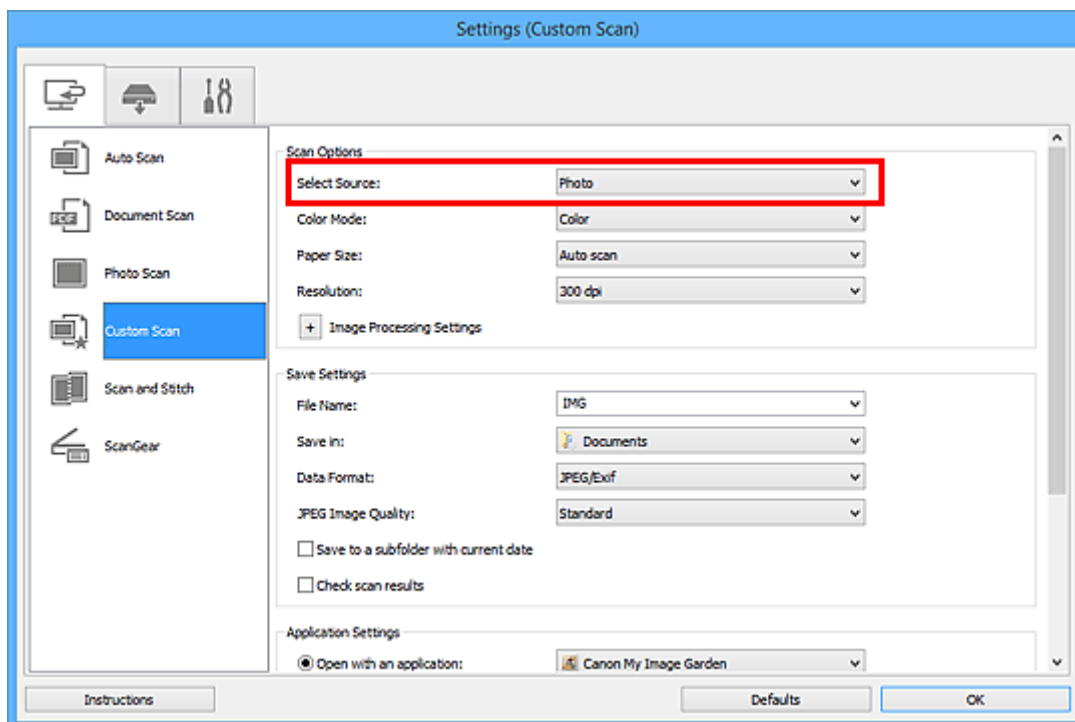 Settings (Custom Scan)
Auto Scan
PDF
Document Scan
Photo Scan
Custom Scan
Scan and Stitch
ScanGear
Scan Options
Select Source: Photo
Color Mode: Color
Paper Size: Auto scan
Resolution: 300 dpi
+ Image Processing Settings
Save Settings
File Name: IMG
Save in: Documents
Data Format: JPEG/Exif
JPEG Image Quality: Standard
Save to a subfolder with current date
Check scan results
Application Settings
Open with an application: Canon My Image Garden
Instructions Defaults OK